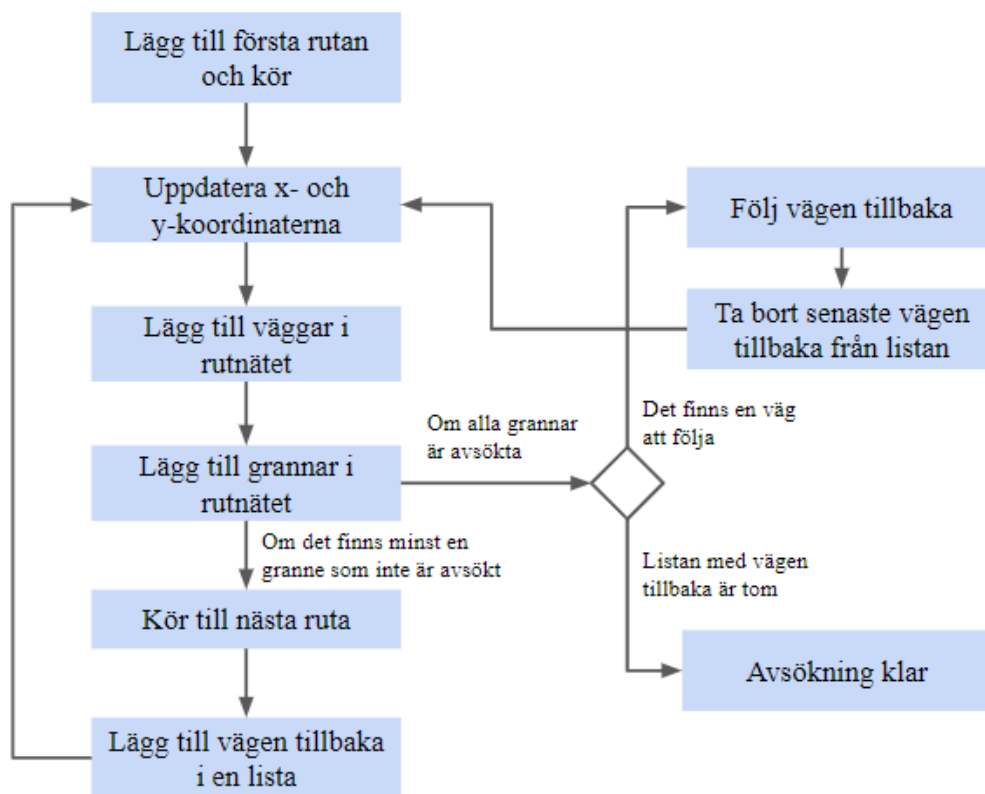 Lägg till första rutan
och kör
Uppdatera x- och
y-koordinaterna
Lägg till väggar i
rutnätet
Lägg till grannar i
rutnätet
Om alla grannar
är avsökta
Om det finns minst en
granne som inte är avsökt
Kör till nästa ruta
Lägg till vägen tillbaka
i en lista
Följ vägen tillbaka
Ta bort senaste vägen
tillbaka från listan
Det finns en väg
att följa
Listan med vägen
tillbaka är tom
Avsökning klar